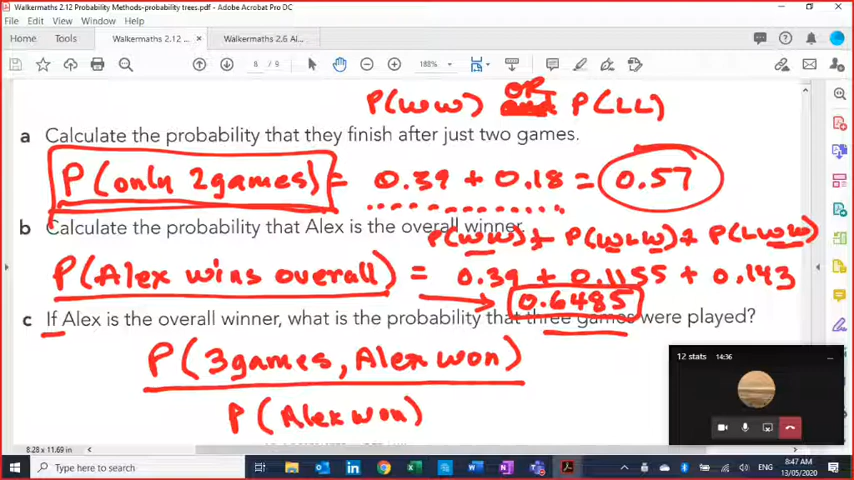 Walkermaths 2.12 Probability Methods-probability trees.pdf - Adobe Acrobat Pro DC
File Edit View Window Help
Home Tools Walkermaths 2.12 ... × Walkermaths 2.6 Al...
8 / 9 188%
P(WW) OR P(LL)
a Calculate the probability that they finish after just two games.
P(only 2games) = 0.39 + 0.18 = 0.57
b Calculate the probability that Alex is the overall winner.
P(WW) + P(WLW) + P(LWW)
P(Alex wins overall) = 0.39 + 0.1155 + 0.143
0.6485
c If Alex is the overall winner, what is the probability that three games were played?
P(3games, Alex won)
P(Alex won)
12 stats 14:36
8.28 x 11.69 in
Type here to search
ENG
8:47 AM
13/05/2020